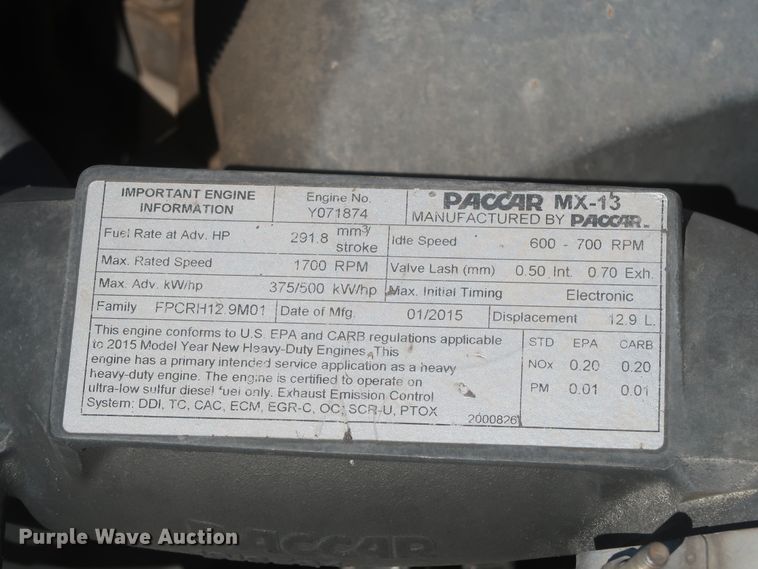 IMPORTANT ENGINE INFORMATION
Engine No. Y071874
PACCAR MX-13
MANUFACTURED BY PACCAR
Fuel Rate at Adv. HP 291.8 mm³/stroke
Idle Speed 600 - 700 RPM
Max. Rated Speed 1700 RPM
Valve Lash (mm) 0.50 Int. 0.70 Exh.
Max. Adv. kW/hp 375/500 kW/hp
Max. Initial Timing Electronic
Family FPCRH12.9M01
Date of Mfg. 01/2015
Displacement 12.9 L.
This engine conforms to U.S. EPA and CARB regulations applicable
to 2015 Model Year New Heavy-Duty Engines. This
engine has a primary intended service application as a heavy
heavy-duty engine. The engine is certified to operate on
ultra-low sulfur diesel fuel only. Exhaust Emission Control
System: DDI, TC, CAC, ECM, EGR-C, OC, SCR-U, PTOX
2000826
STD EPA CARB
NOx 0.20 0.20
PM 0.01 0.01
PACCAR
Purple Wave Auction